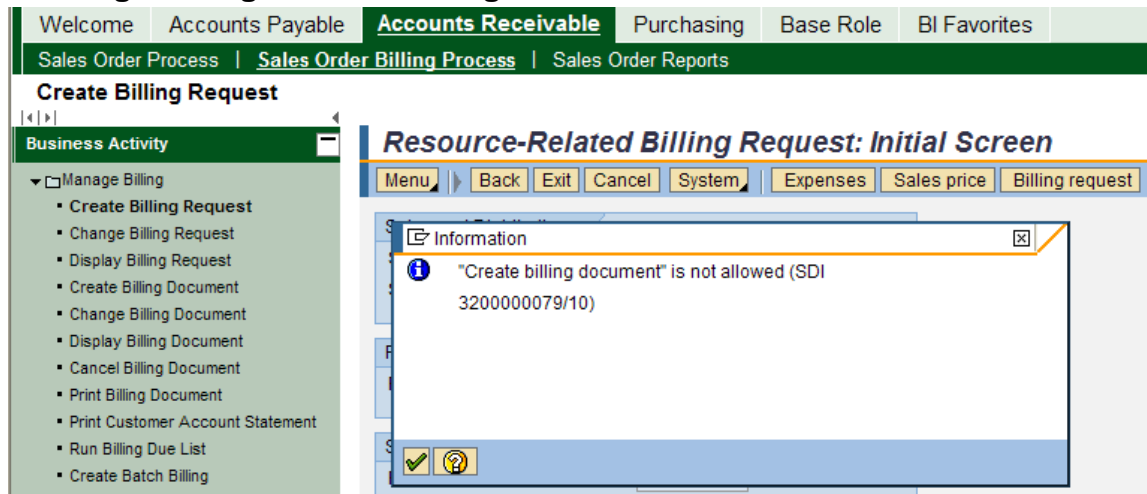 Welcome Accounts Payable Accounts Receivable Purchasing Base Role BI Favorites
Sales Order Process | Sales Order Billing Process | Sales Order Reports
Create Billing Request
Business Activity
Resource-Related Billing Request: Initial Screen
Menu Back Exit Cancel System Expenses Sales price Billing request
Manage Billing
Create Billing Request
Change Billing Request
Display Billing Request
Create Billing Document
Change Billing Document
Display Billing Document
Cancel Billing Document
Print Billing Document
Print Customer Account Statement
Run Billing Due List
Create Batch Billing
Information
"Create billing document" is not allowed (SDI
3200000079/10)